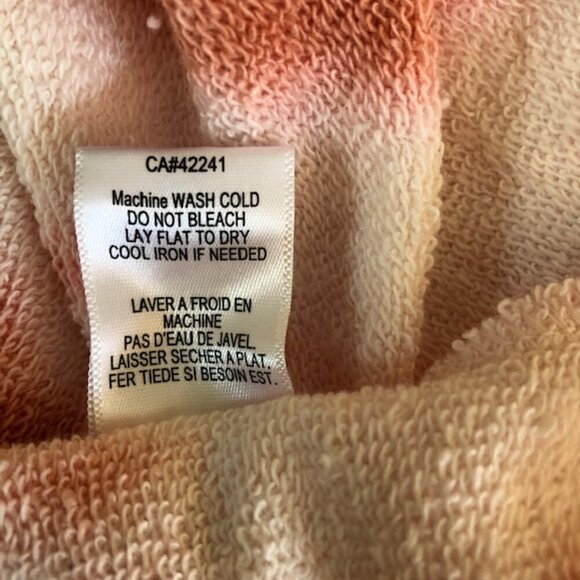 CA#42241
Machine WASH COLD
DO NOT BLEACH
LAY FLAT TO DRY
COOL IRON IF NEEDED
LAVER A FROID EN
MACHINE
PAS D'EAU DE JAVEL.
LAISSER SECHER A PLAT.
FER TIEDE SI BESOIN EST.